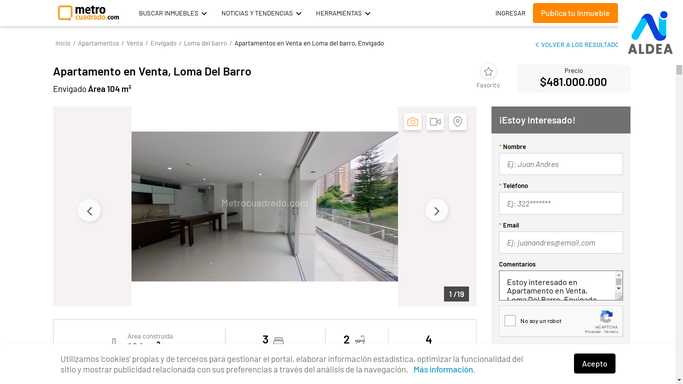 metro
cuadrado.com
BUSCAR INMUEBLES
NOTICIAS Y TENDENCIAS
HERRAMIENTAS
INGRESAR
Publica tu Inmueble
ALDEA
Inicio / Apartamentos / Venta / Envigado / Loma del barro / Apartamentos en Venta en Loma del barro, Envigado
VOLVER A LOS RESULTADO
Apartamento en Venta, Loma Del Barro
Envigado Área 104 m²
Favorito
Precio
$481.000.000
Metrocuadrado.com
1 /19
¡Estoy Interesado!
* Nombre
Ej: Juan Andres
* Teléfono
Ej: 322*******
* Email
Ej: juanandres@email.com
Comentarios
Estoy interesado en
Apartamento en Venta,
Loma Del Barro, Envigado
No soy un robot
reCAPTCHA
Privacidad - Términos
Área construida
3
2
4
Utilizamos 'cookies' propias y de terceros para gestionar el portal, elaborar información estadística, optimizar la funcionalidad del
sitio y mostrar publicidad relacionada con sus preferencias a través del análisis de la navegación. Más información.
Acepto